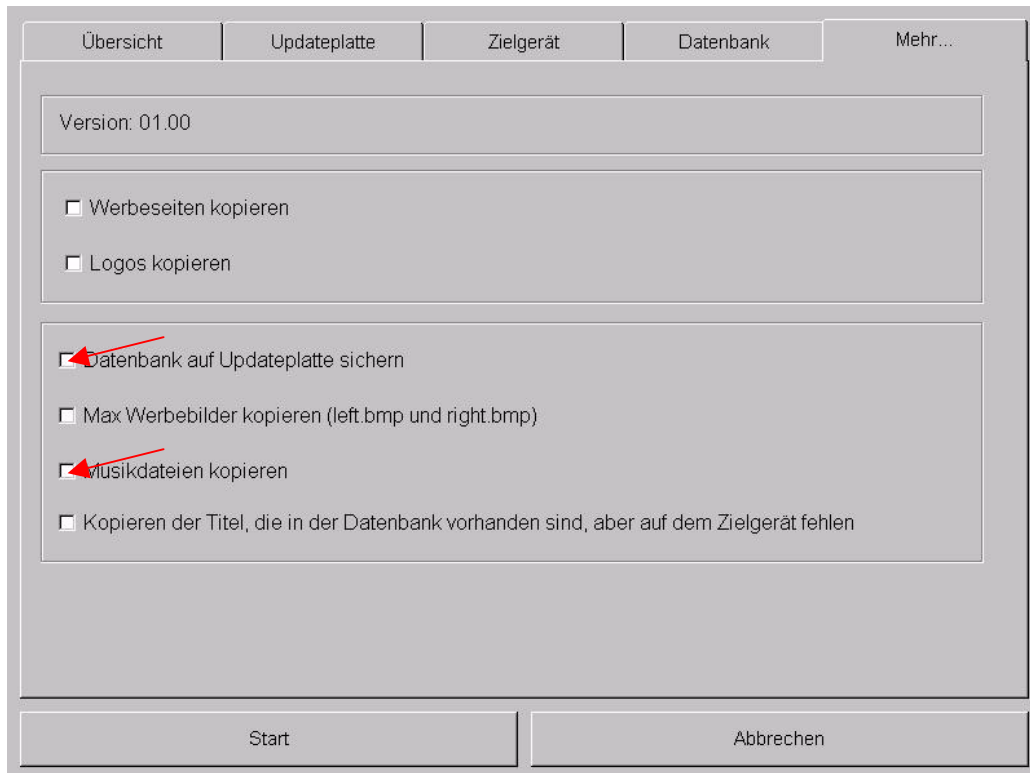 Übersicht
Updateplatte
Zielgerät
Datenbank
Mehr...
Version: 01.00
Werbeseiten kopieren
Logos kopieren
Datenbank auf Updateplatte sichern
Max Werbebilder kopieren (left.bmp und right.bmp)
Musikdateien kopieren
Kopieren der Titel, die in der Datenbank vorhanden sind, aber auf dem Zielgerät fehlen
Start
Abbrechen